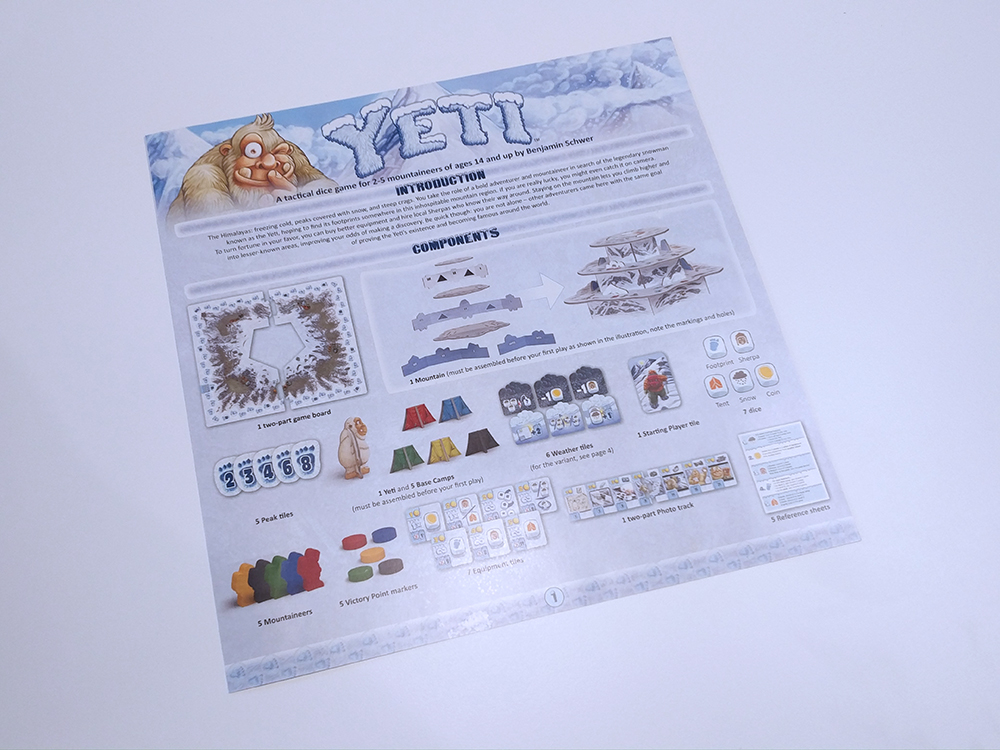 YETI™
A tactical dice game for 2-5 mountaineers of ages 14 and up by Benjamin Schwer
INTRODUCTION
The Himalayas: freezing cold, peaks covered with snow, and steep crags. You take the role of a bold adventurer and mountaineer in search of the legendary snowman
known as the Yeti, hoping to find its footprints somewhere in this inhospitable mountain region. If you are really lucky, you might even catch it on camera.
To turn fortune in your favor, you can buy better equipment and hire local Sherpas who know their way around. Staying on the mountain lets you climb higher and
into lesser-known areas, improving your odds of making a discovery. Be quick though: you are not alone – other adventurers came here with the same goal
of proving the Yeti's existence and becoming famous around the world.
COMPONENTS
1 Mountain (must be assembled before your first play as shown in the illustration, note the markings and holes)
1 two-part game board
Footprint Sherpa
Tent Snow Coin
7 dice
2 3 4 6 8
5 Peak tiles
1 Yeti and 5 Base Camps
(must be assembled before your first play)
6 Weather tiles
(for the variant, see page 4)
1 Starting Player tile
5 Mountaineers
5 Victory Point markers
7 Equipment tiles
1 two-part Photo track
5 Reference sheets
1